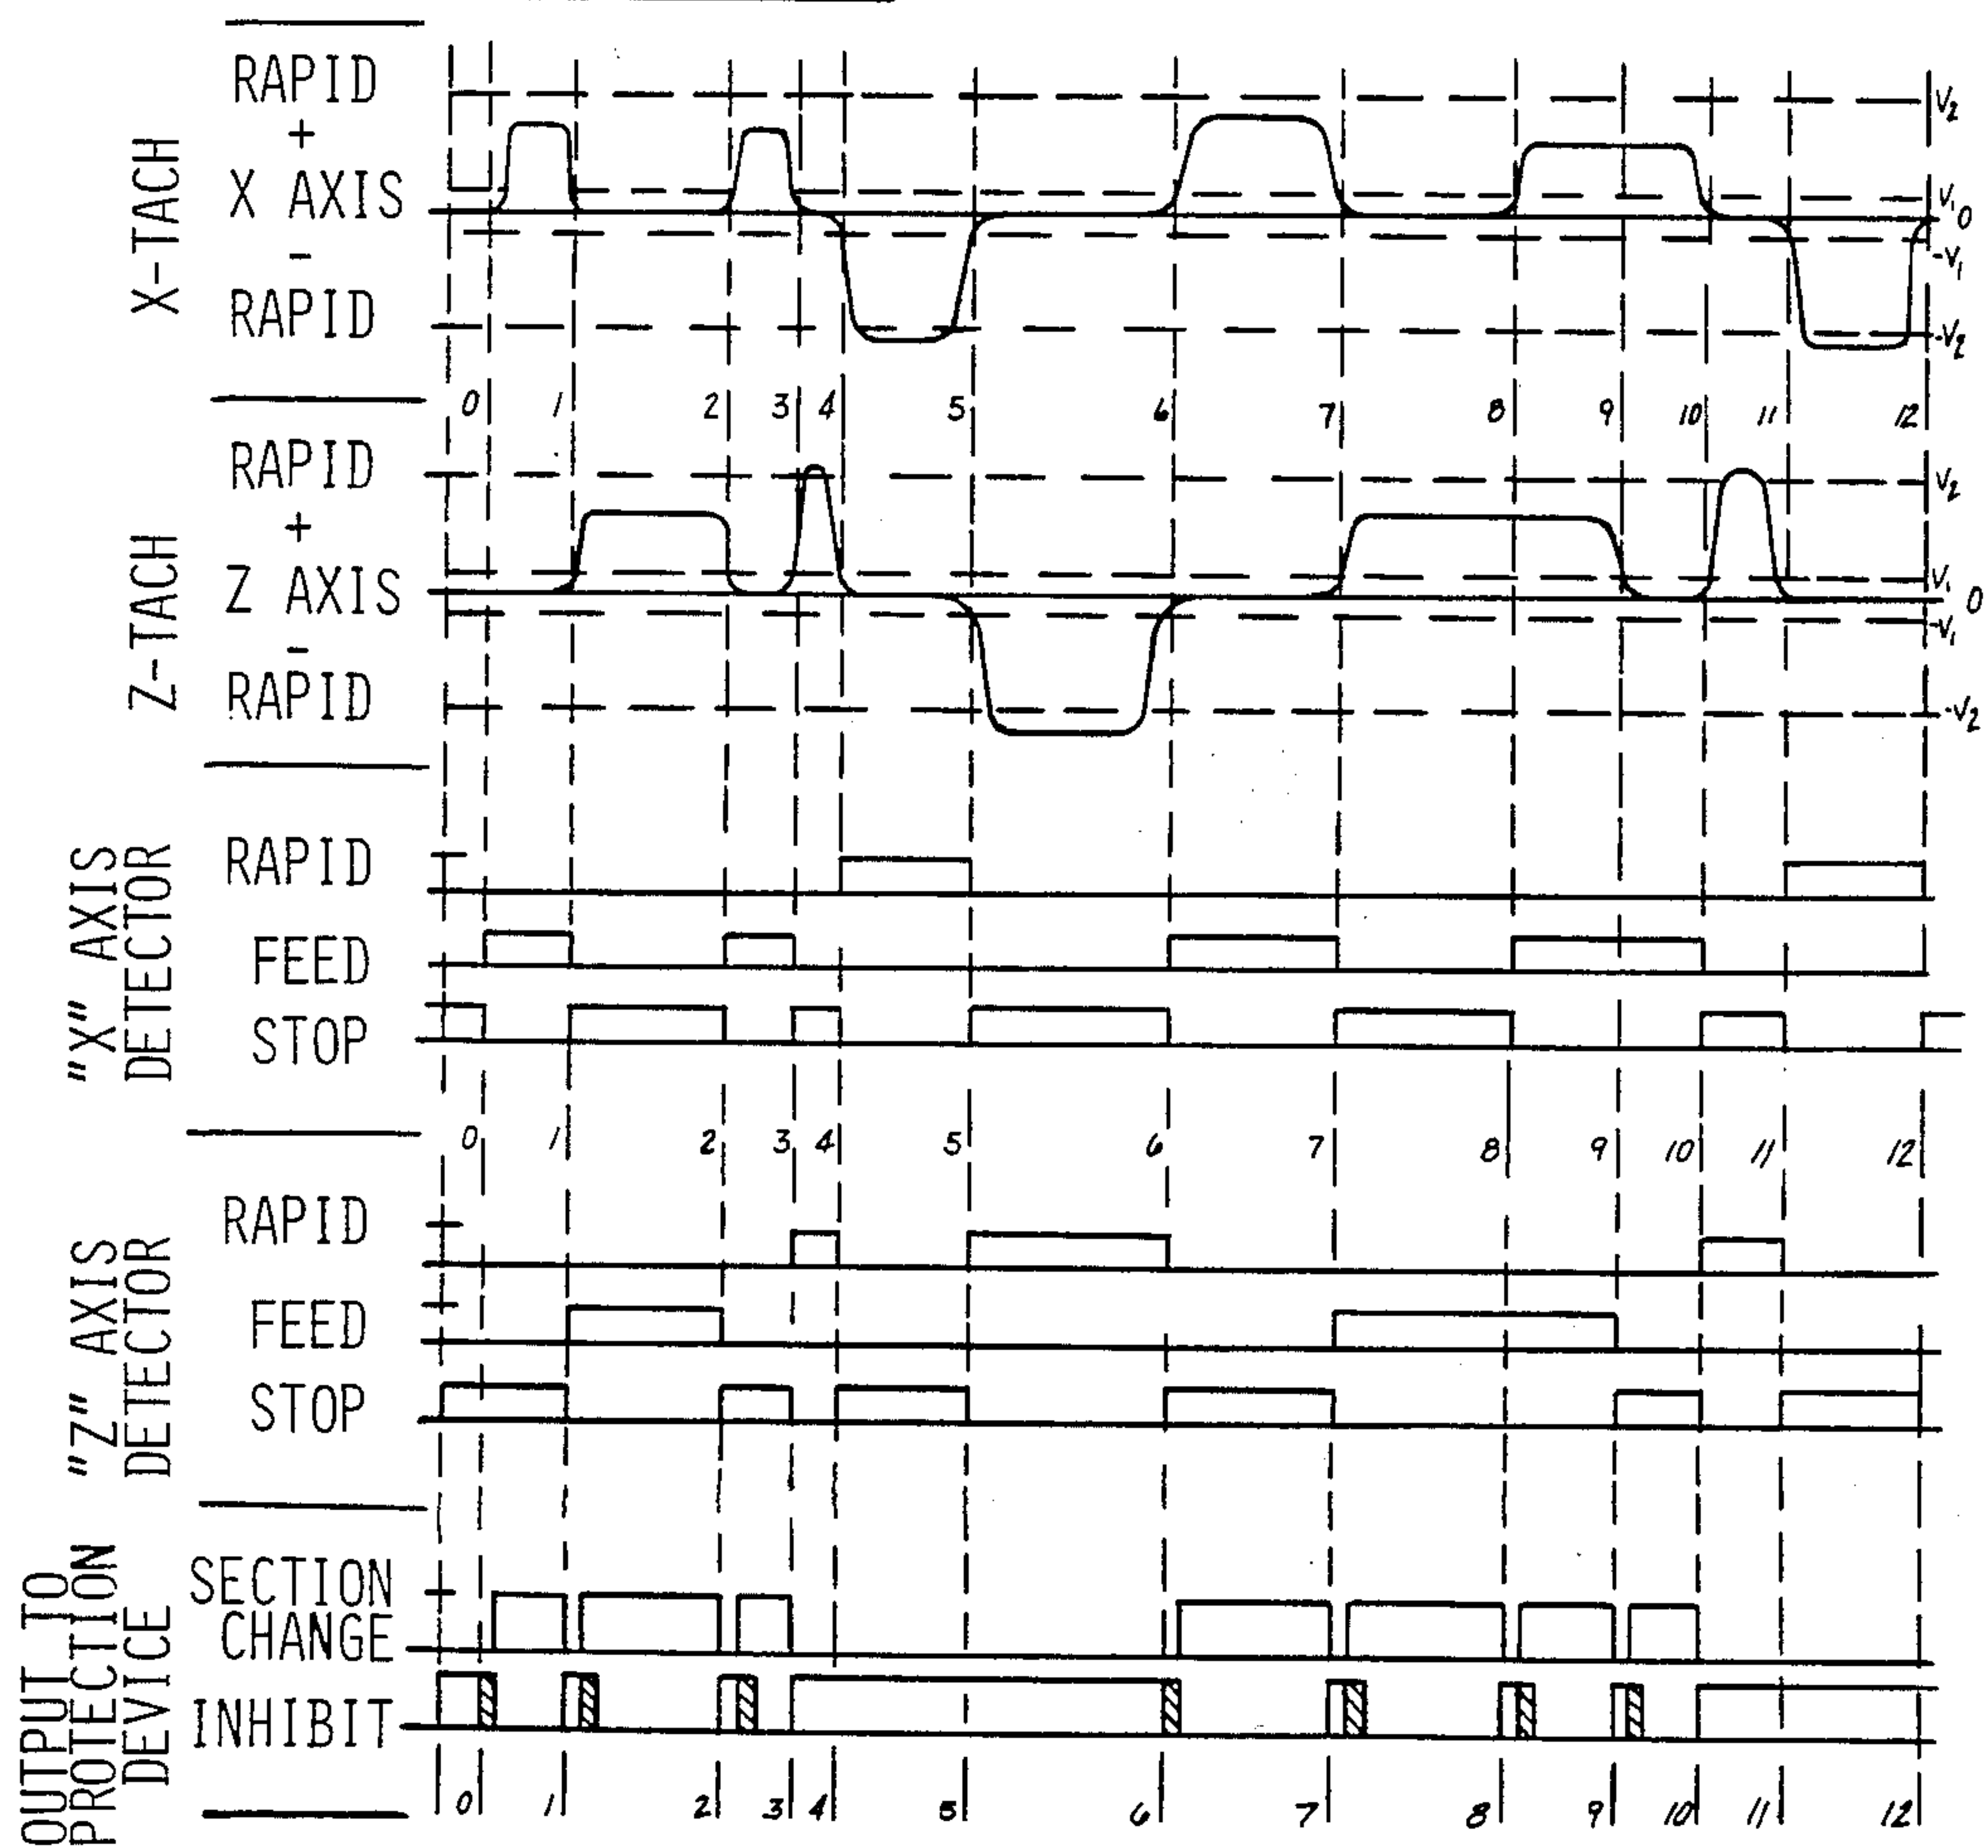 X-TACH
RAPID
+
X AXIS
-
RAPID
V2
V1
0
-V1
-V2
0 1 2 3 4 5 6 7 8 9 10 11 12
Z-TACH
RAPID
+
Z AXIS
-
RAPID
V2
V1
0
-V1
-V2
"X" AXIS
DETECTOR
RAPID
FEED
STOP
0 1 2 3 4 5 6 7 8 9 10 11 12
"Z" AXIS
DETECTOR
RAPID
FEED
STOP
OUTPUT TO
PROTECTION
DEVICE
SECTION
CHANGE
INHIBIT
0 1 2 3 4 5 6 7 8 9 10 11 12